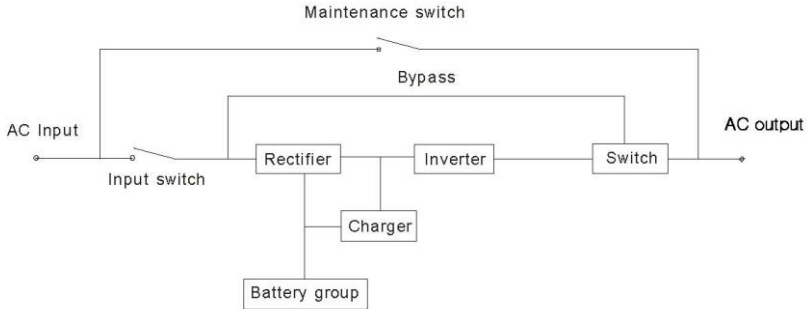 Maintenance switch
Bypass
AC Input
AC output
Rectifier
Inverter
Switch
Input switch
Charger
Battery group